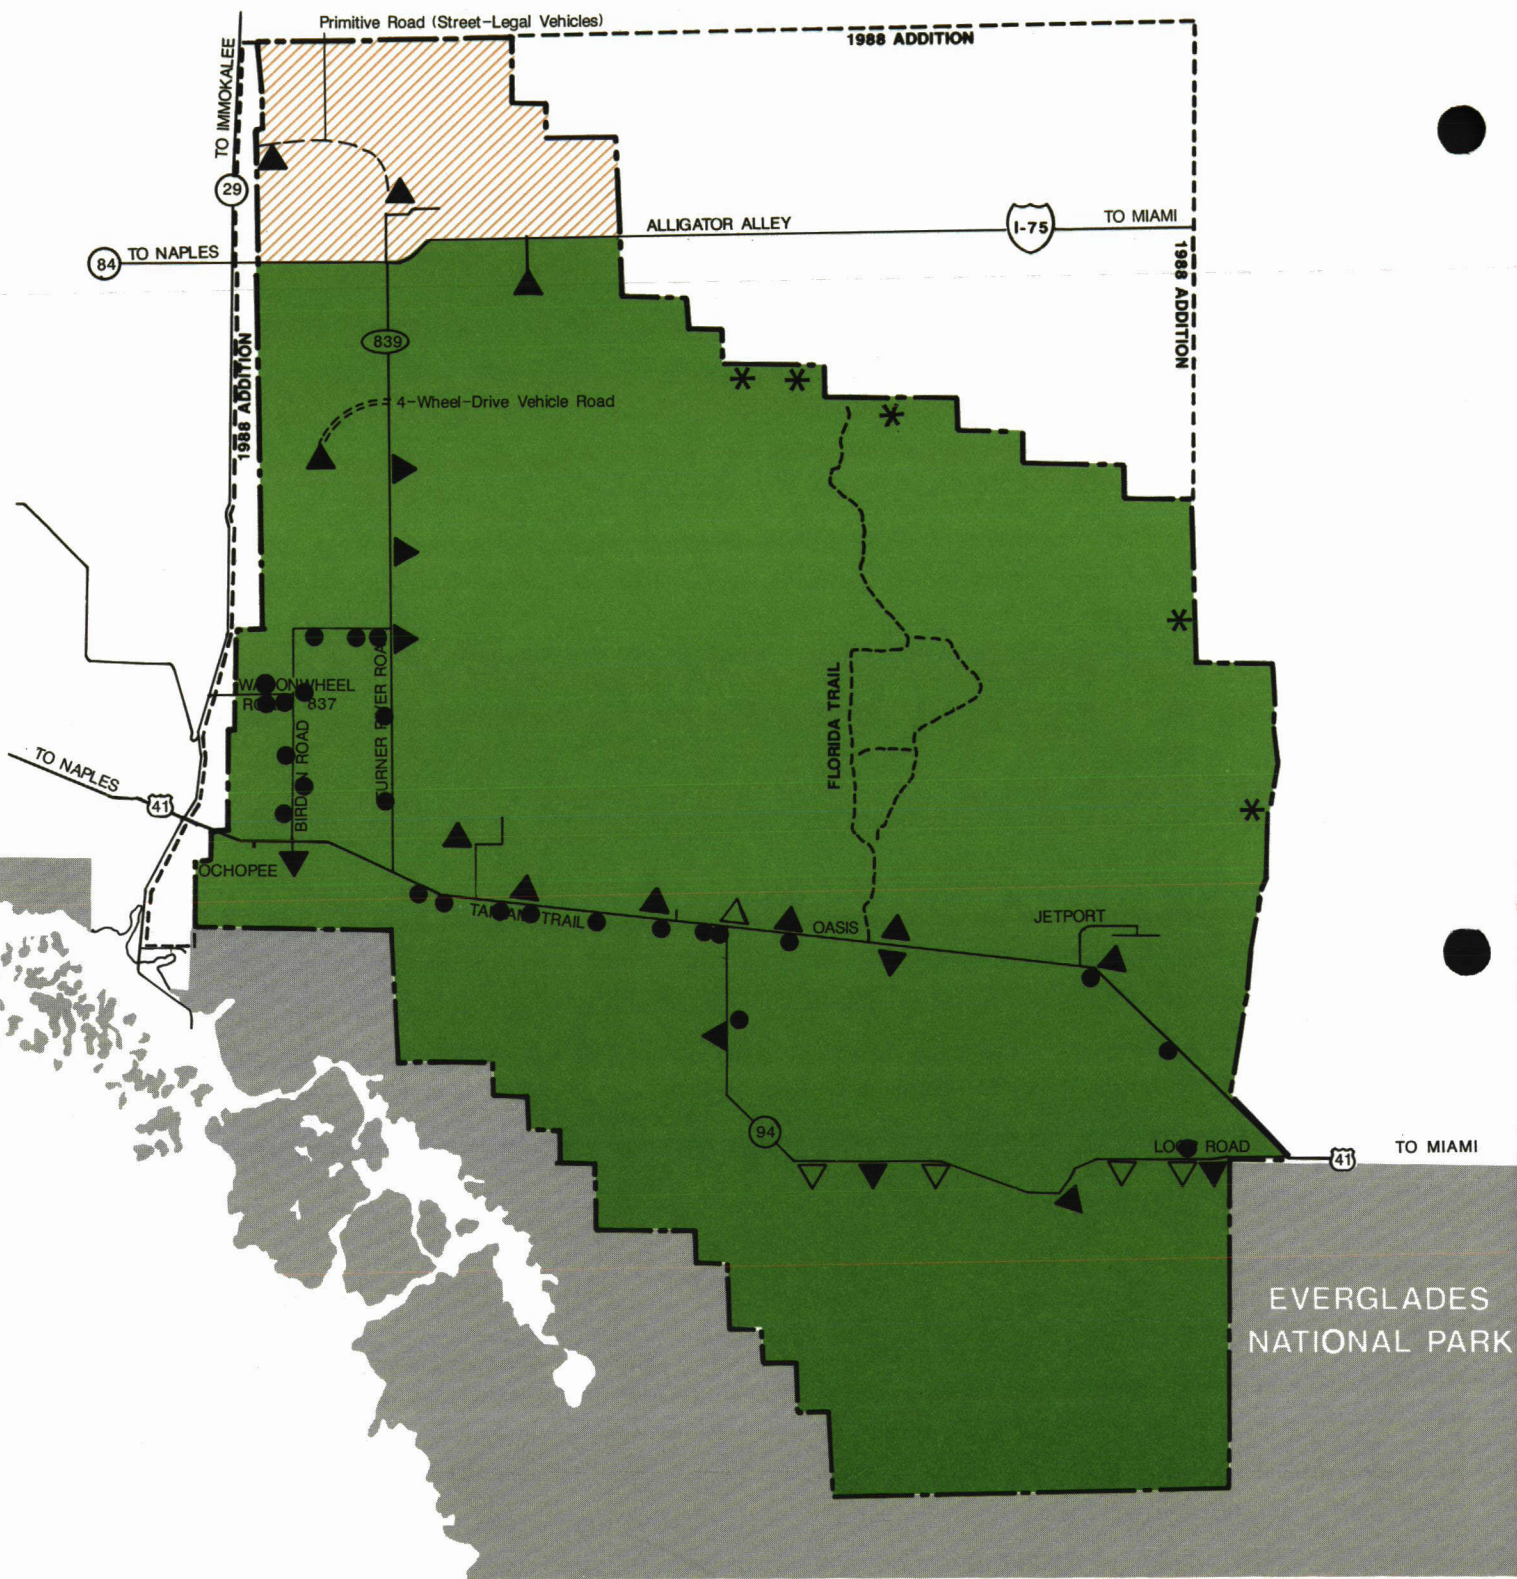 Primitive Road (Street-Legal Vehicles)
1988 ADDITION
TO IMMOKALEE
29
ALLIGATOR ALLEY
I-75
TO MIAMI
84
TO NAPLES
1988 ADDITION
1988 ADDITION
839
4-Wheel-Drive Vehicle Road
837
FLORIDA TRAIL
TO NAPLES
41
OCHOPEE
TRAIL
OASIS
JETPORT
94
ROAD
41
TO MIAMI
EVERGLADES
NATIONAL PARK